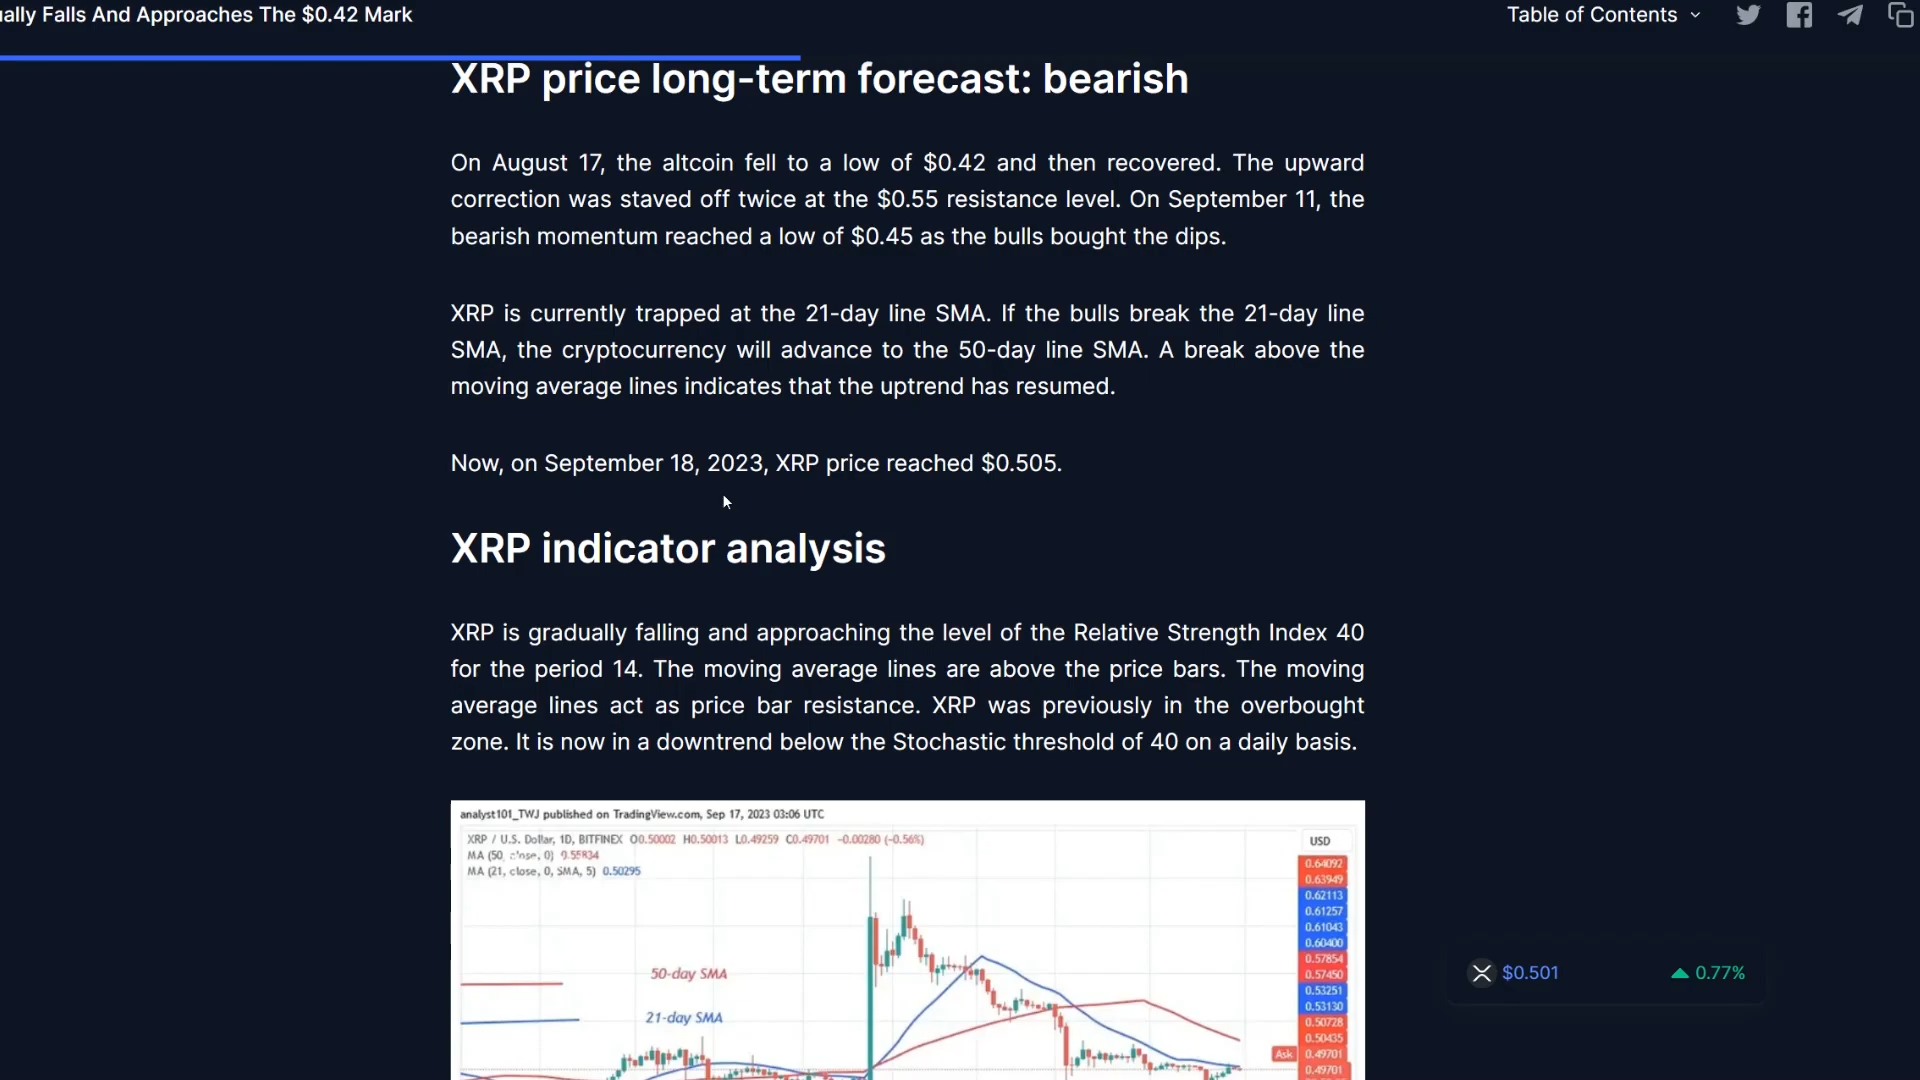 ally Falls And Approaches The $0.42 Mark
Table of Contents
XRP price long-term forecast: bearish
On August 17, the altcoin fell to a low of $0.42 and then recovered. The upward
correction was staved off twice at the $0.55 resistance level. On September 11, the
bearish momentum reached a low of $0.45 as the bulls bought the dips.
XRP is currently trapped at the 21-day line SMA. If the bulls break the 21-day line
SMA, the cryptocurrency will advance to the 50-day line SMA. A break above the
moving average lines indicates that the uptrend has resumed.
Now, on September 18, 2023, XRP price reached $0.505.
XRP indicator analysis
XRP is gradually falling and approaching the level of the Relative Strength Index 40
for the period 14. The moving average lines are above the price bars. The moving
average lines act as price bar resistance. XRP was previously in the overbought
zone. It is now in a downtrend below the Stochastic threshold of 40 on a daily basis.
analyst101_TWJ published on TradingView.com, Sep 17, 2023 03:06 UTC
XRP / U.S. Dollar, 1D, BITFINEX O0.50002 H0.50013 L0.49259 C0.49701 -0.00280 (-0.56%)
MA (50, close, 0) 0.55834
MA (21, close, 0, SMA, 5) 0.50295
USD
0.64092
0.63949
0.62113
0.61257
0.61043
0.60400
0.57854
0.57450
0.53251
0.53130
0.50728
0.50435
Ask 0.49701
0.49701
50-day SMA
21-day SMA
$0.501 0.77%